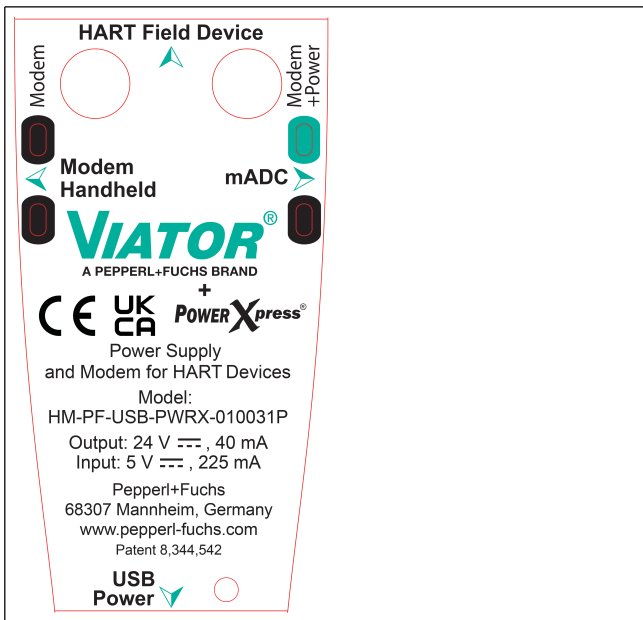 HART Field Device
Modem
Modem
+Power
Modem
Handheld
mADC
VIATOR®
A PEPPERL+FUCHS BRAND
+
CE UK
CA POWERXpress®
Power Supply
and Modem for HART Devices
Model:
HM-PF-USB-PWRX-010031P
Output: 24 V ⎓ , 40 mA
Input: 5 V ⎓ , 225 mA
Pepperl+Fuchs
68307 Mannheim, Germany
www.pepperl-fuchs.com
Patent 8,344,542
USB
Power